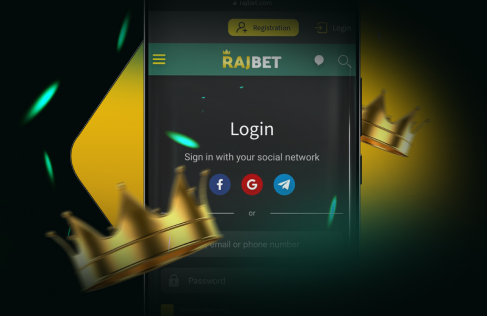 rajbet.com
Registration
Login
RAJBET
Login
Sign in with your social network
f G
or
email or phone number
Password